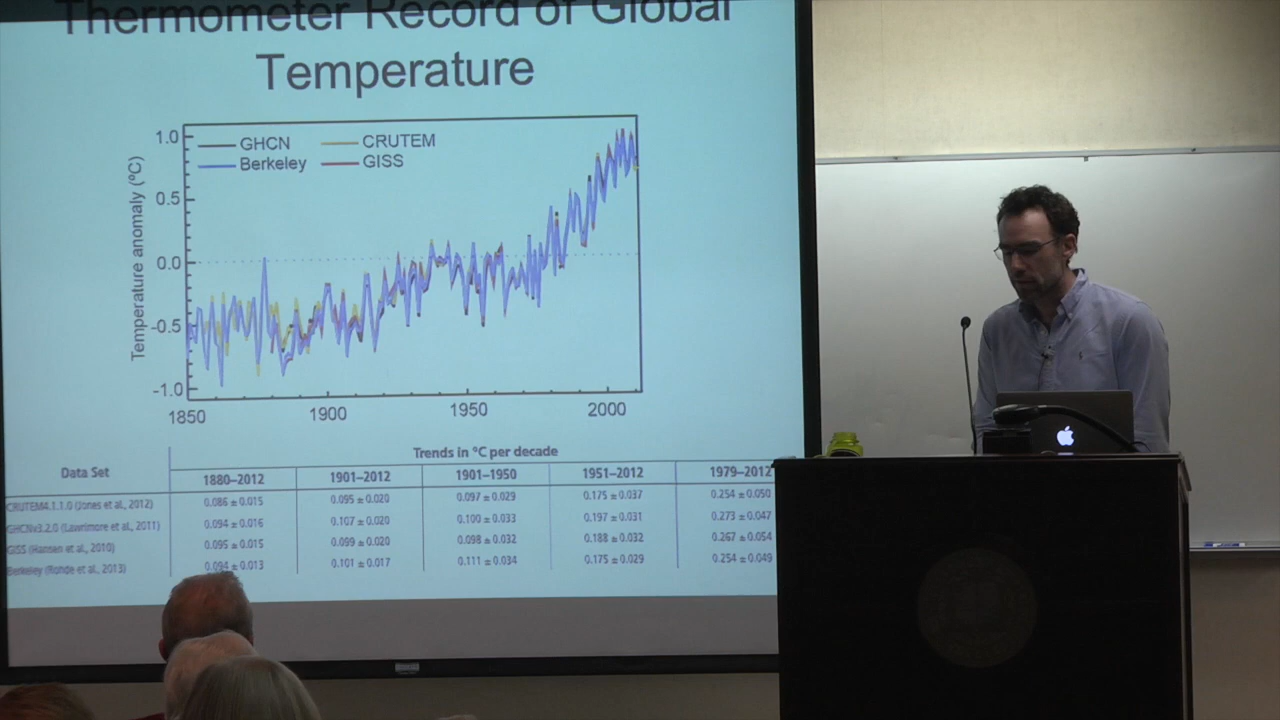 Thermometer Record of Global
Temperature
GHCN CRUTEM
Berkeley GISS
Temperature anomaly (ºC)
1.0
0.5
0.0
-0.5
-1.0
1850 1900 1950 2000
Trends in °C per decade
Data Set 1880–2012 1901–2012 1901–1950 1951–2012 1979–2012
CRUTEM4.1.1.0 (Jones et al., 2012) 0.086 ± 0.015 0.095 ± 0.020 0.097 ± 0.029 0.175 ± 0.037 0.254 ± 0.050
GHCNv3.2.0 (Lawrimore et al., 2011) 0.094 ± 0.016 0.107 ± 0.020 0.100 ± 0.033 0.197 ± 0.031 0.273 ± 0.047
GISS (Hansen et al., 2010) 0.095 ± 0.015 0.099 ± 0.020 0.098 ± 0.032 0.188 ± 0.032 0.267 ± 0.054
Berkeley (Rohde et al., 2013) 0.094 ± 0.013 0.101 ± 0.017 0.111 ± 0.034 0.175 ± 0.029 0.254 ± 0.049